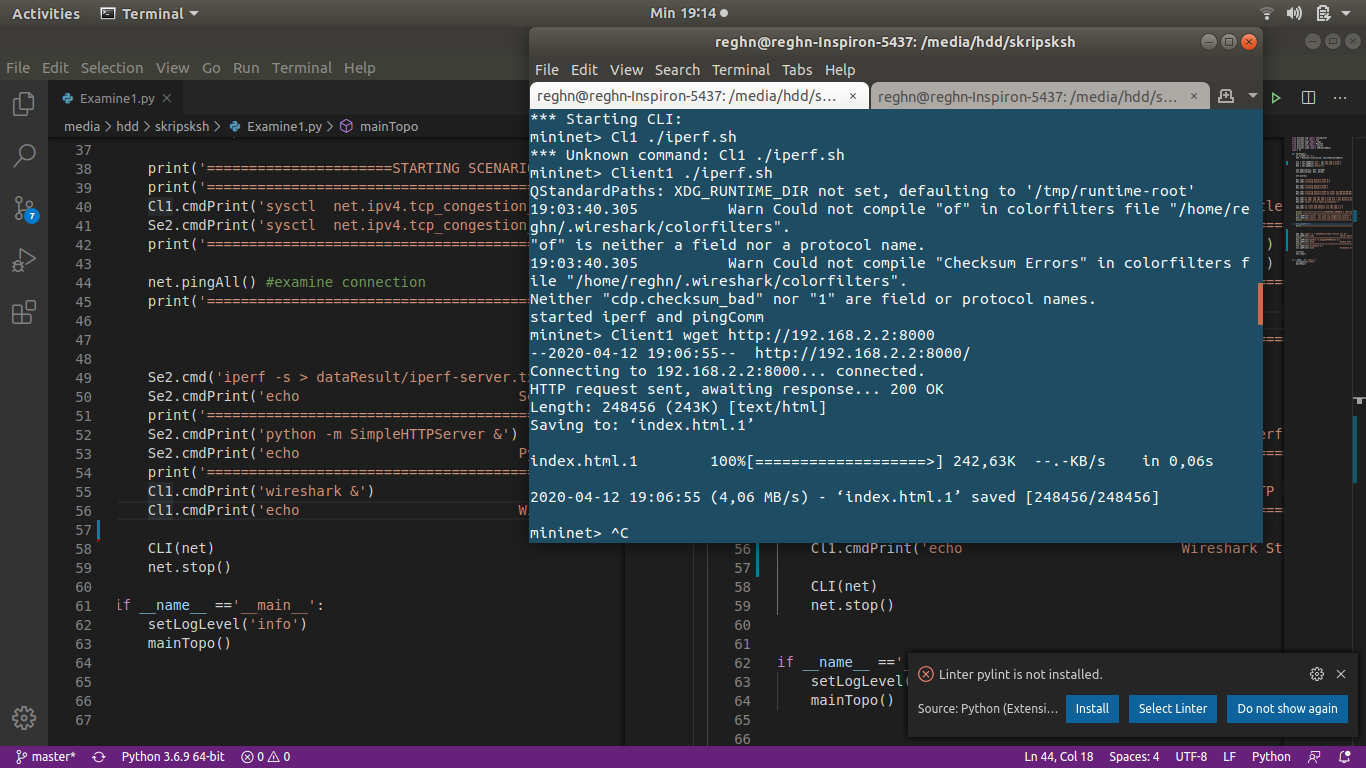 Activities Terminal Min 19:14
reghn@reghn-Inspiron-5437: /media/hdd/skripsksh
File Edit Selection View Go Run Terminal Help
File Edit View Search Terminal Tabs Help
Examine1.py
reghn@reghn-Inspiron-5437: /media/hdd/s...
reghn@reghn-Inspiron-5437: /media/hdd/s...
media > hdd > skripsksh > Examine1.py > mainTopo
*** Starting CLI:
mininet> Cl1 ./iperf.sh
*** Unknown command: Cl1 ./iperf.sh
mininet> Client1 ./iperf.sh
QStandardPaths: XDG_RUNTIME_DIR not set, defaulting to '/tmp/runtime-root'
19:03:40.305 Warn Could not compile "of" in colorfilters file "/home/re
ghn/.wireshark/colorfilters".
"of" is neither a field nor a protocol name.
19:03:40.305 Warn Could not compile "Checksum Errors" in colorfilters f
ile "/home/reghn/.wireshark/colorfilters".
Neither "cdp.checksum_bad" nor "1" are field or protocol names.
started iperf and pingComm
mininet> Client1 wget http://192.168.2.2:8000
--2020-04-12 19:06:55-- http://192.168.2.2:8000/
Connecting to 192.168.2.2:8000... connected.
HTTP request sent, awaiting response... 200 OK
Length: 248456 (243K) [text/html]
Saving to: ‘index.html.1’
index.html.1 100%[===================>] 242,63K --.-KB/s in 0,06s
2020-04-12 19:06:55 (4,06 MB/s) - ‘index.html.1’ saved [248456/248456]
mininet> ^C
37
38 print('======================STARTING SCENARIO
39 print('======================================
40 Cl1.cmdPrint('sysctl net.ipv4.tcp_congestion_
41 Se2.cmdPrint('sysctl net.ipv4.tcp_congestion_
42 print('======================================
43
44 net.pingAll() #examine connection
45 print('======================================
46
47
48
49 Se2.cmd('iperf -s > dataResult/iperf-server.t
50 Se2.cmdPrint('echo
51 print('======================================
52 Se2.cmdPrint('python -m SimpleHTTPServer &')
53 Se2.cmdPrint('echo
54 print('======================================
55 Cl1.cmdPrint('wireshark &')
56 Cl1.cmdPrint('echo
57
58 CLI(net)
59 net.stop()
60
61 if __name__ =='__main__':
62 setLogLevel('info')
63 mainTopo()
64
65
66
67
56 Cl1.cmdPrint('echo Wireshark St
57
58 CLI(net)
59 net.stop()
60
61
62 if __name__ =='
63 setLogLevel(
64 mainTopo()
65
66
7
Linter pylint is not installed.
Source: Python (Extensi... Install Select Linter Do not show again
master* Python 3.6.9 64-bit 0 0 Ln 44, Col 18 Spaces: 4 UTF-8 LF Python